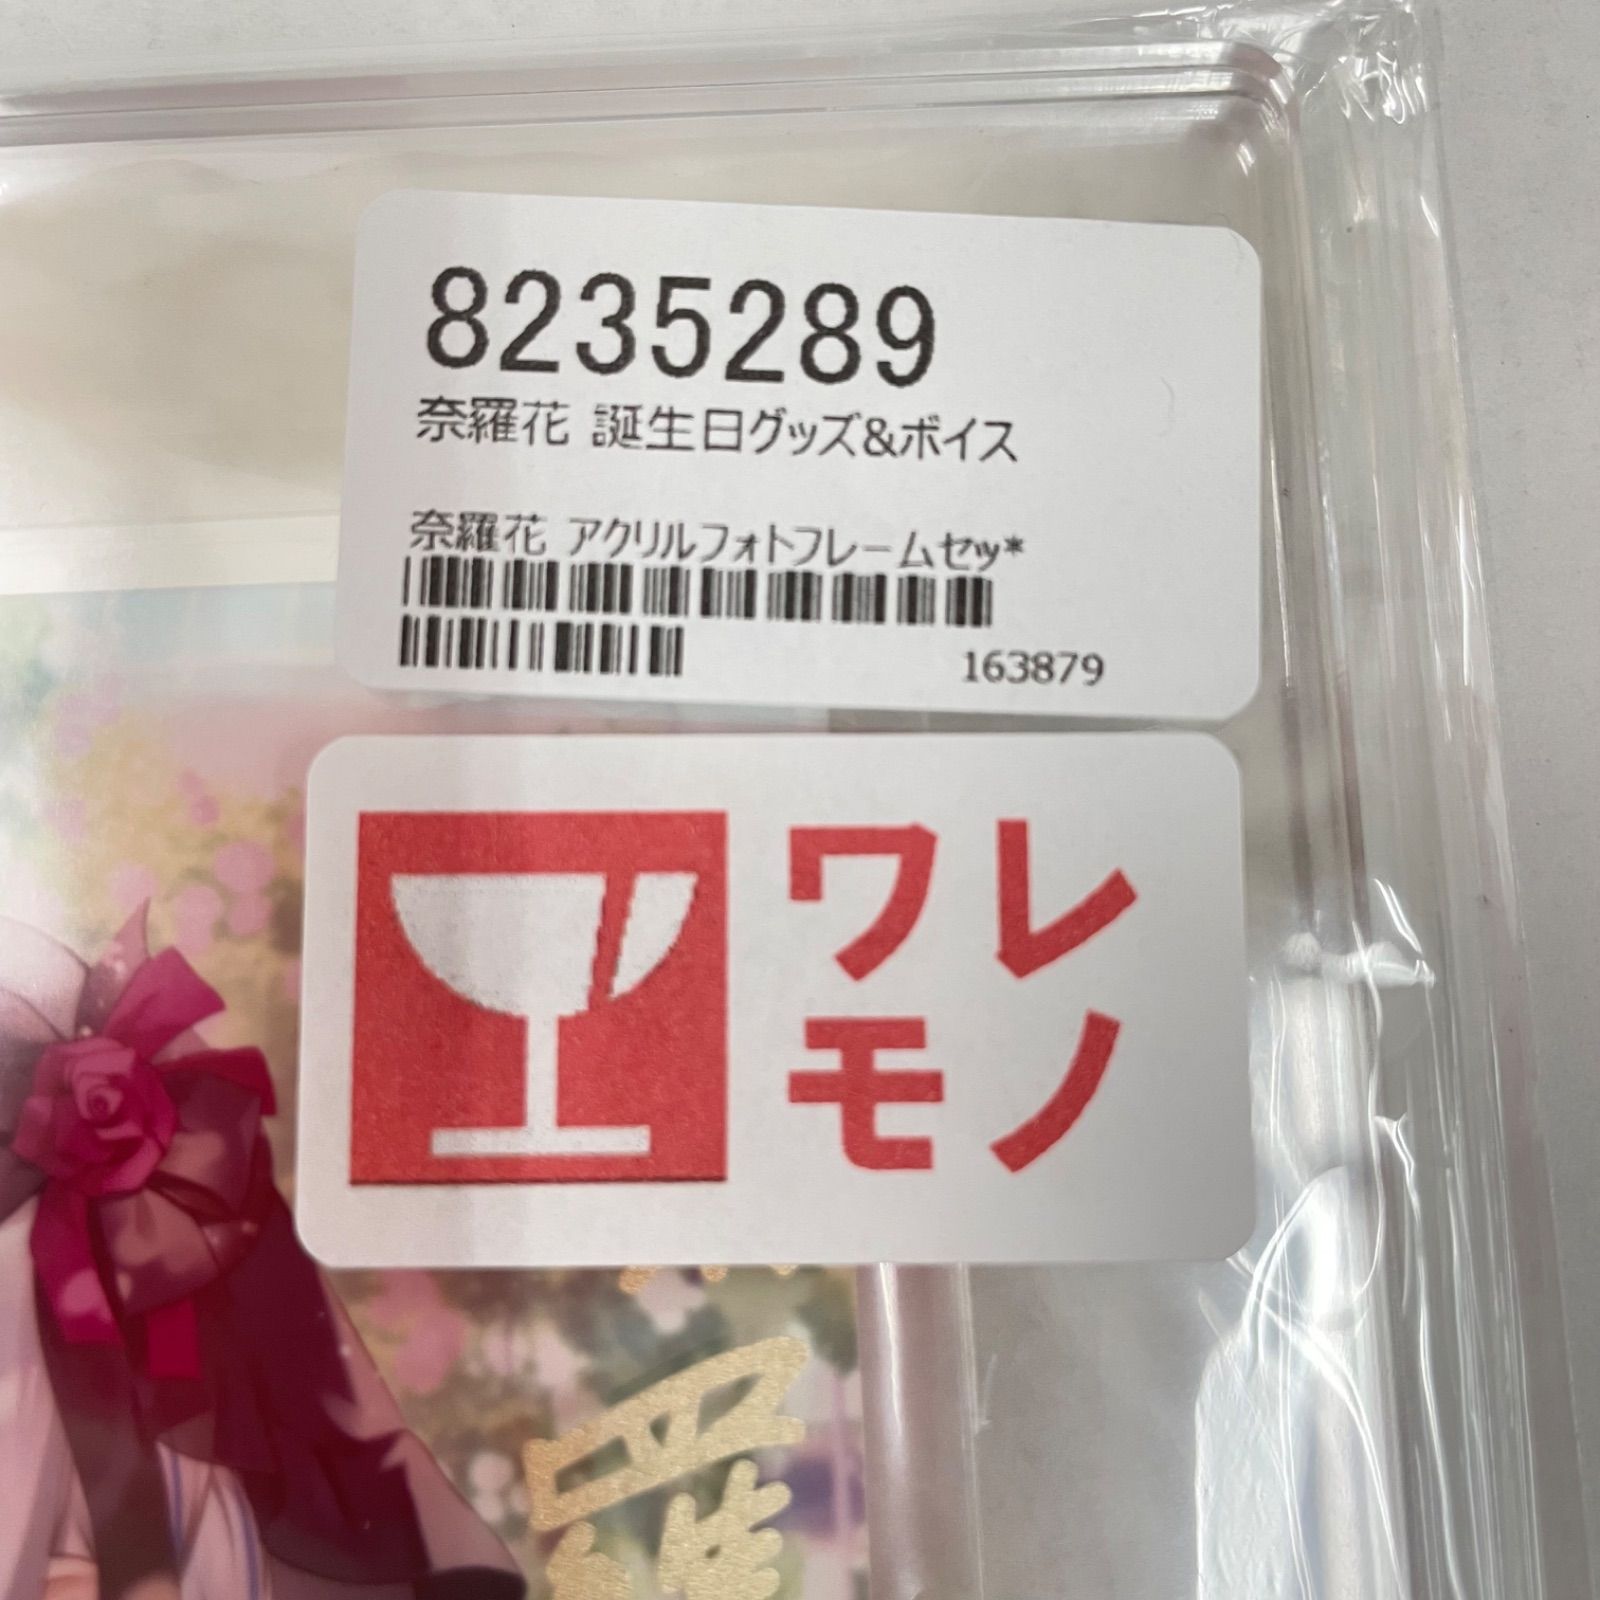 8235289
奈羅花 誕生日グッズ&ボイス
奈羅花 アクリルフォトフレームセッ*
163879
ワレ
モノ
羅